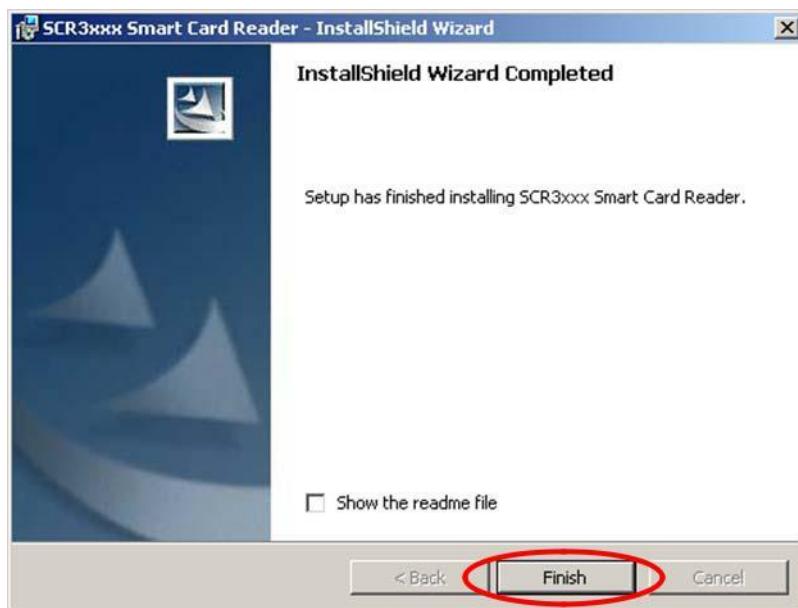 SCR3xxx Smart Card Reader - InstallShield Wizard
InstallShield Wizard Completed
Setup has finished installing SCR3xxx Smart Card Reader.
Show the readme file
< Back
Finish
Cancel